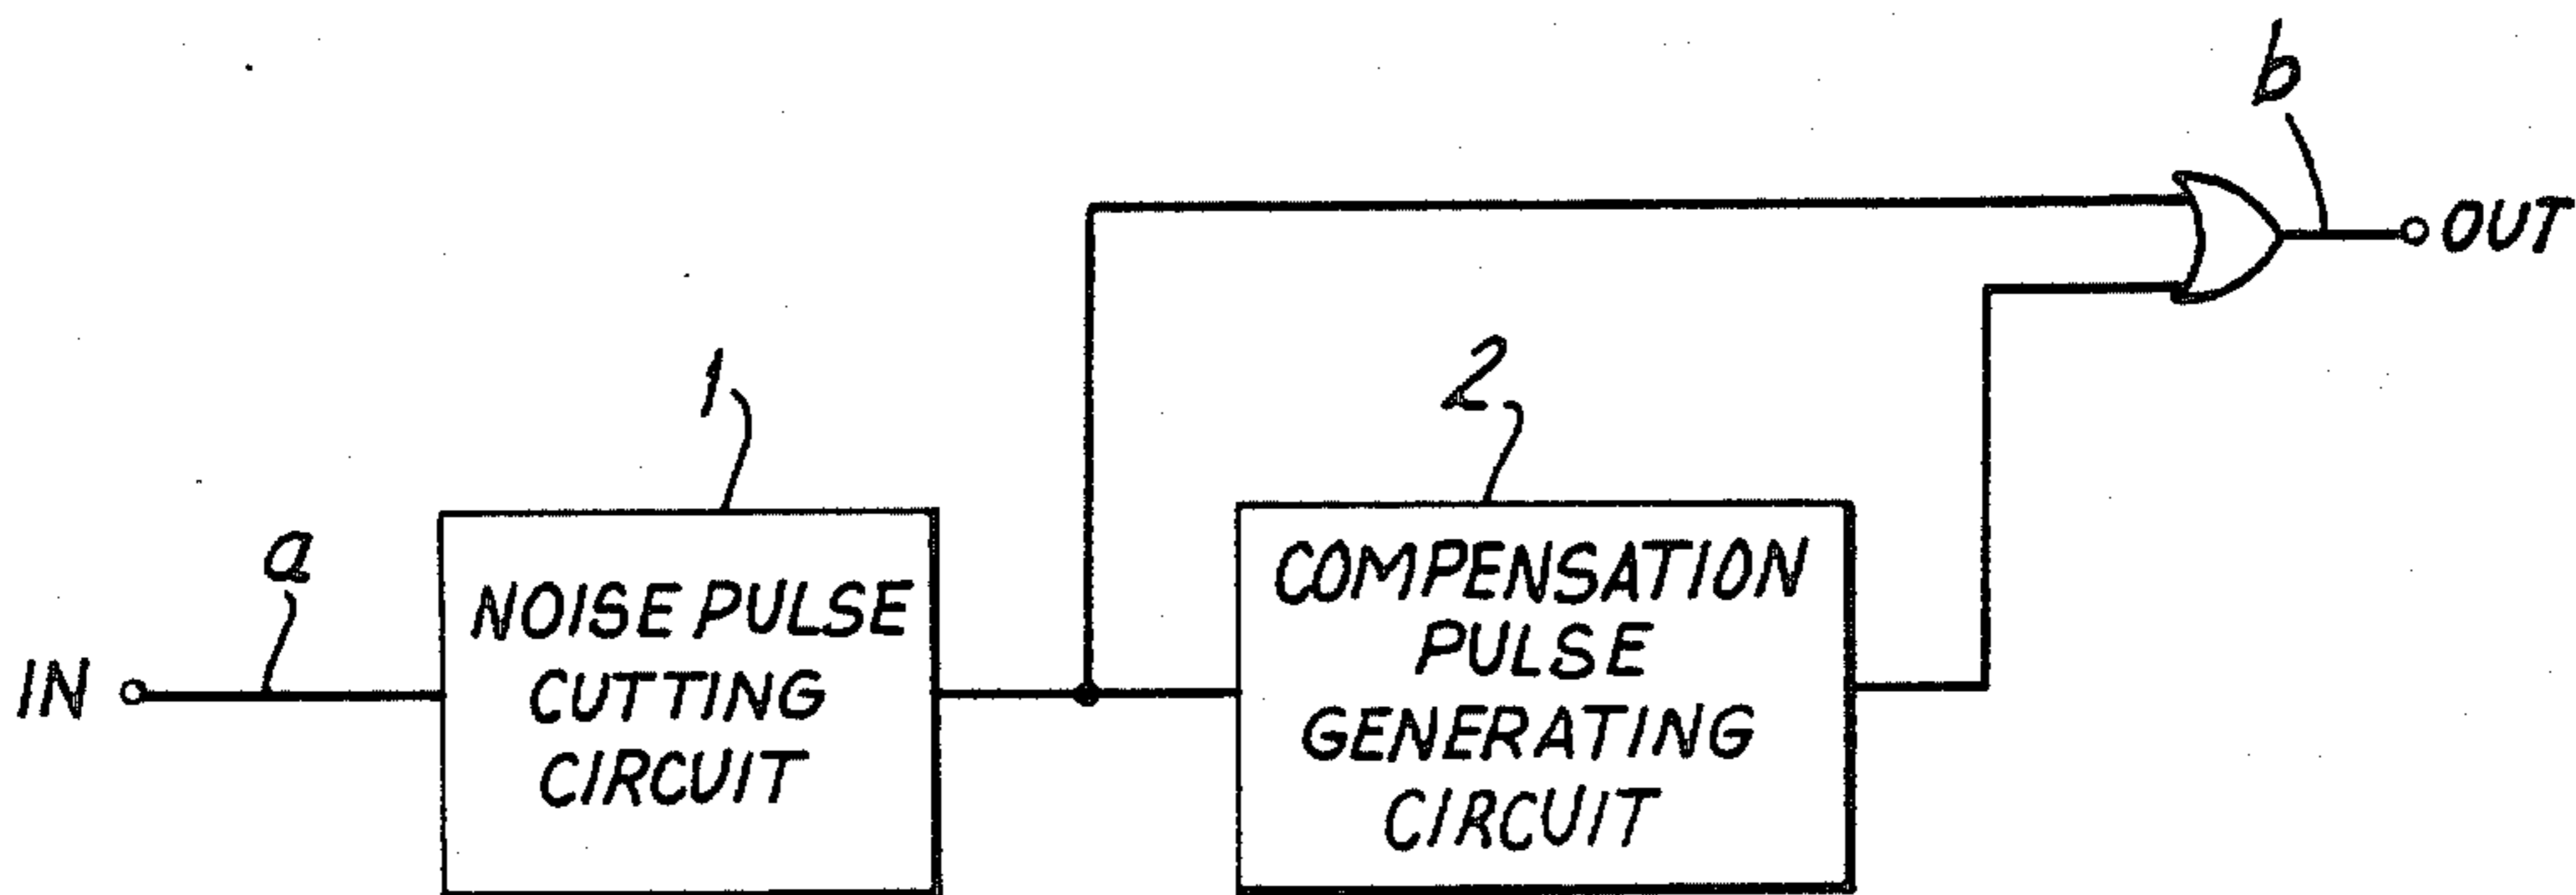 b
OUT
1
2
a
IN
NOISE PULSE
CUTTING
CIRCUIT
COMPENSATION
PULSE
GENERATING
CIRCUIT